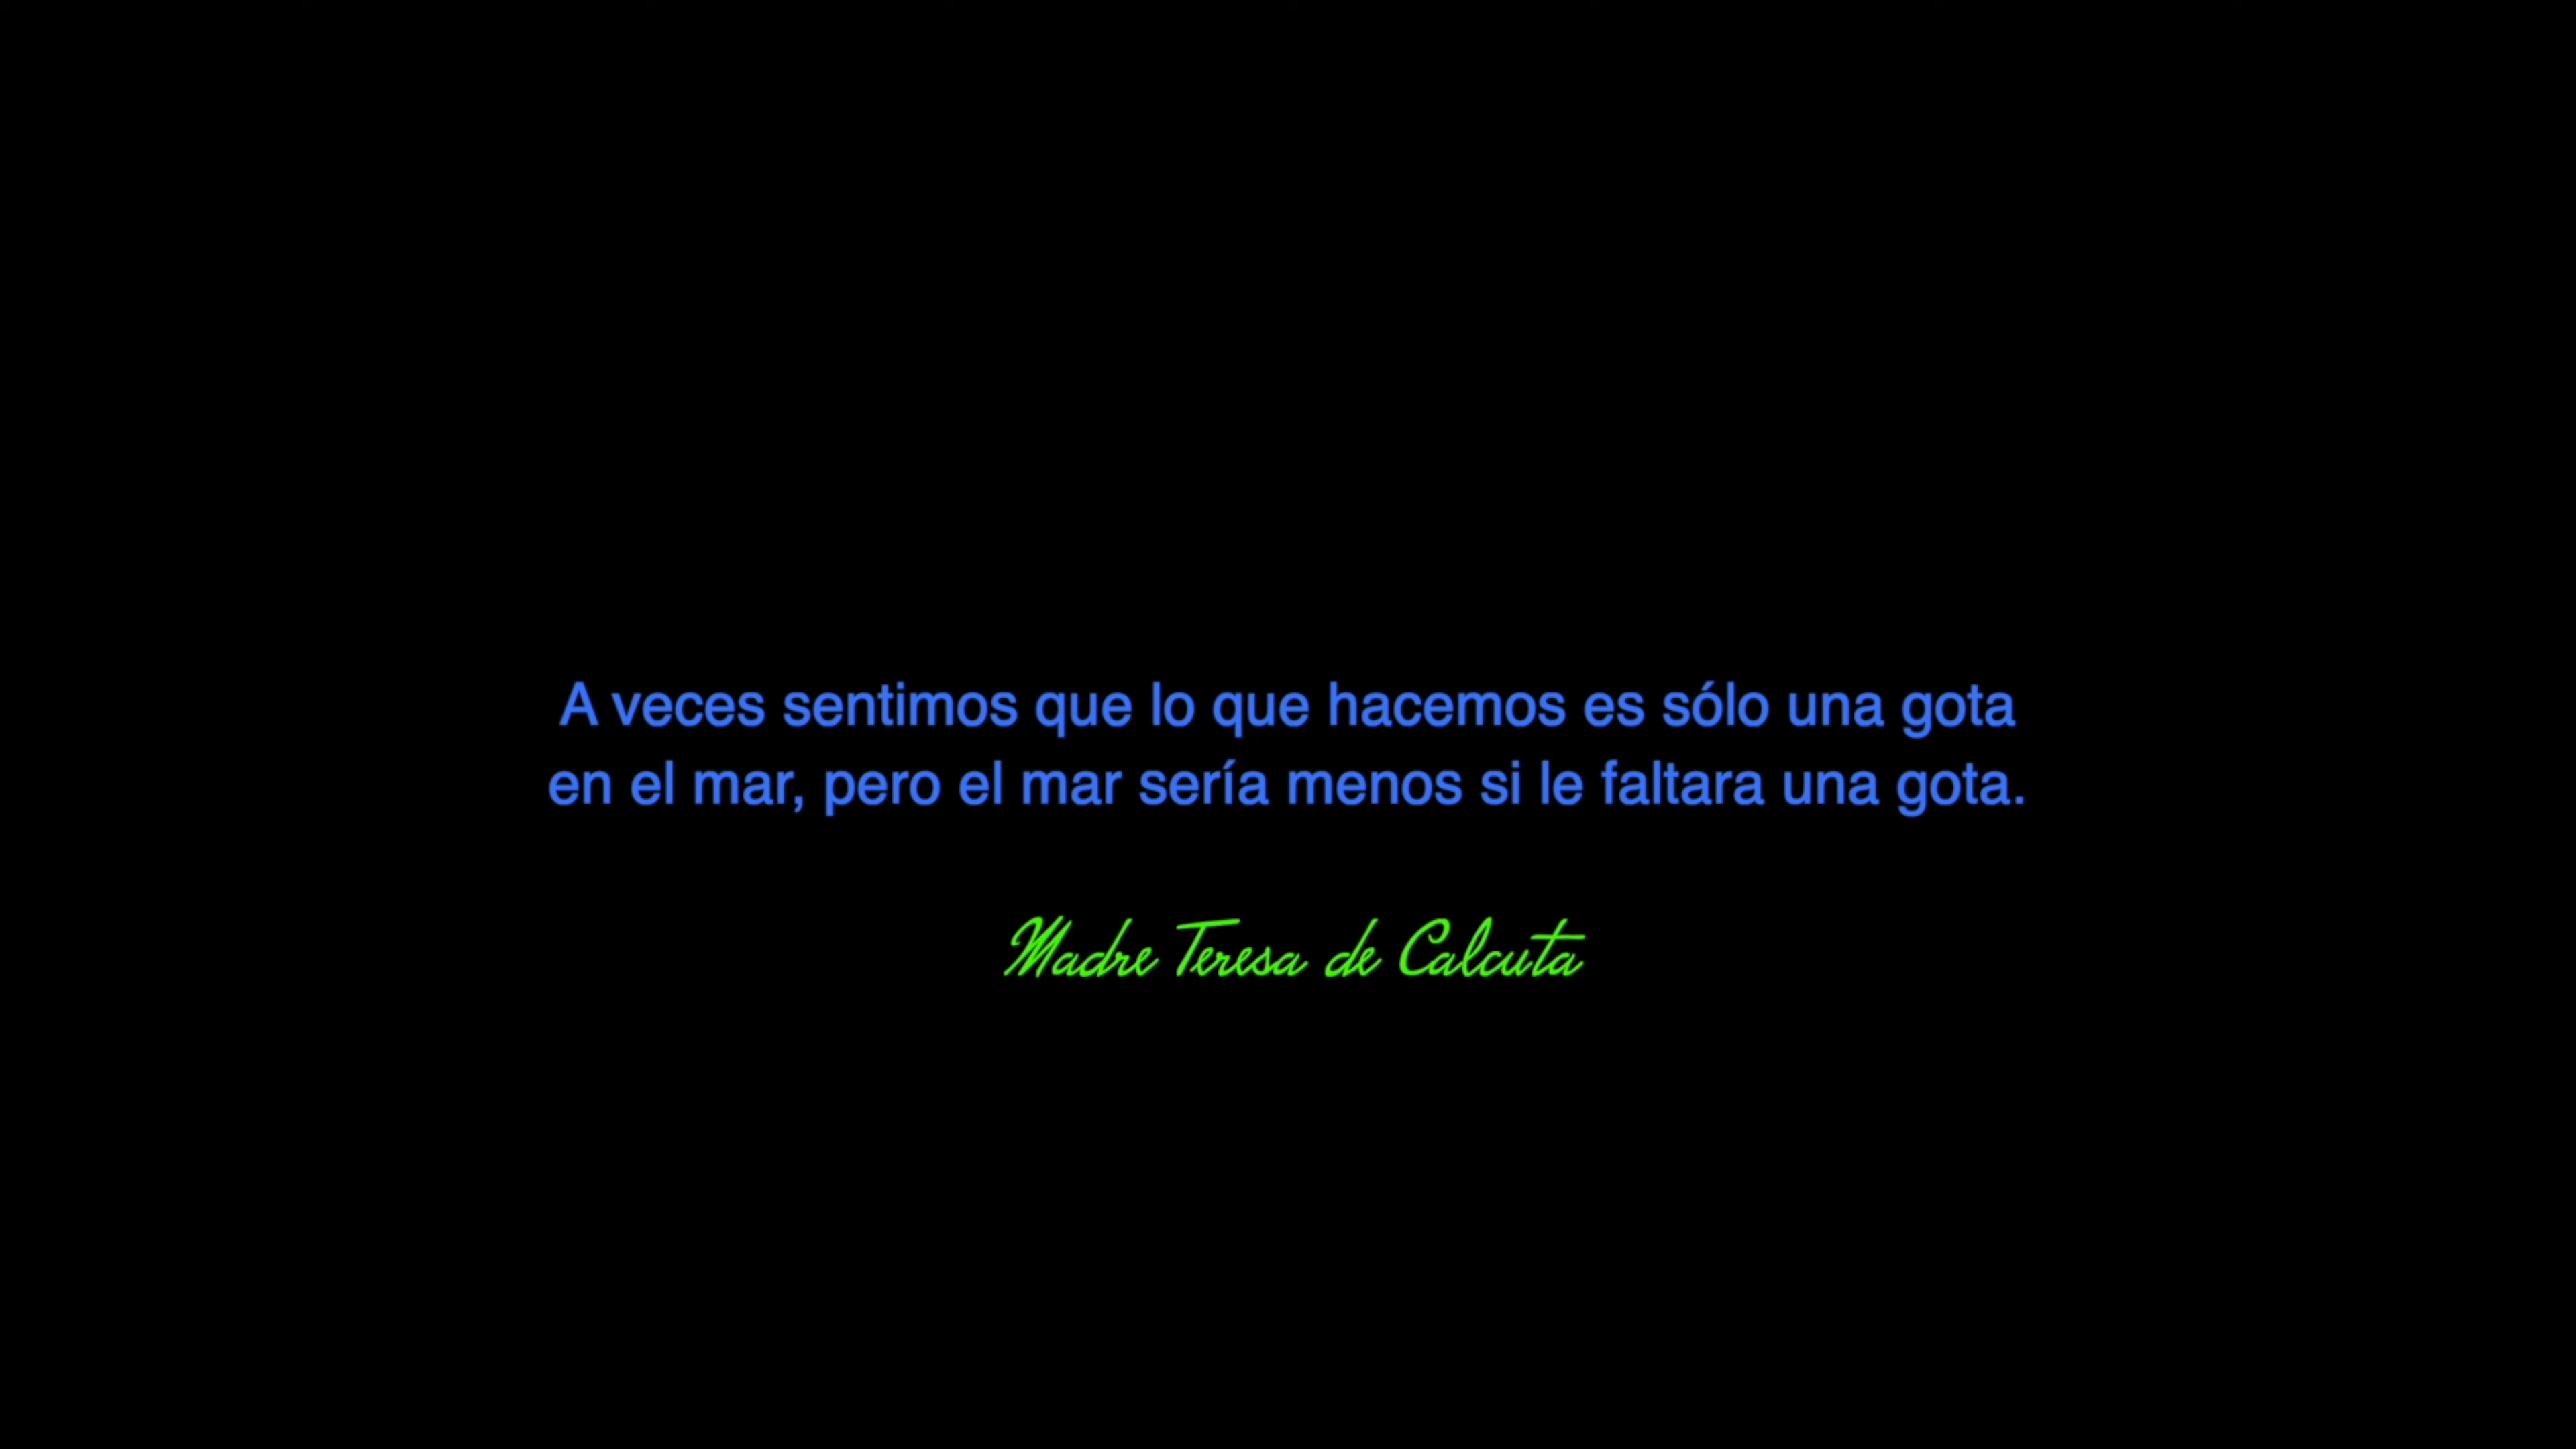 A veces sentimos que lo que hacemos es sólo una gota
en el mar, pero el mar sería menos si le faltara una gota.
Madre Teresa de Calcuta